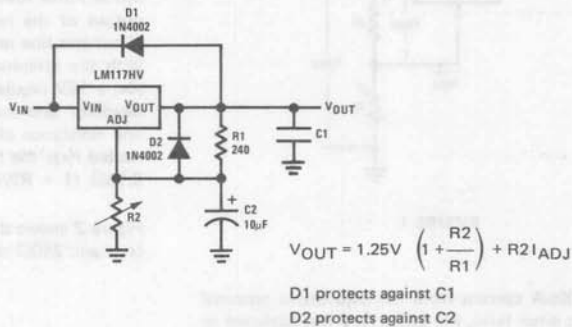 D1
1N4002
LM117HV
VIN
VIN VOUT
ADJ
VOUT
D2
1N4002
R1
240
C1
R2
+
C2
10μF
VOUT = 1.25V (1 + R2/R1) + R2 IADJ
D1 protects against C1
D2 protects against C2